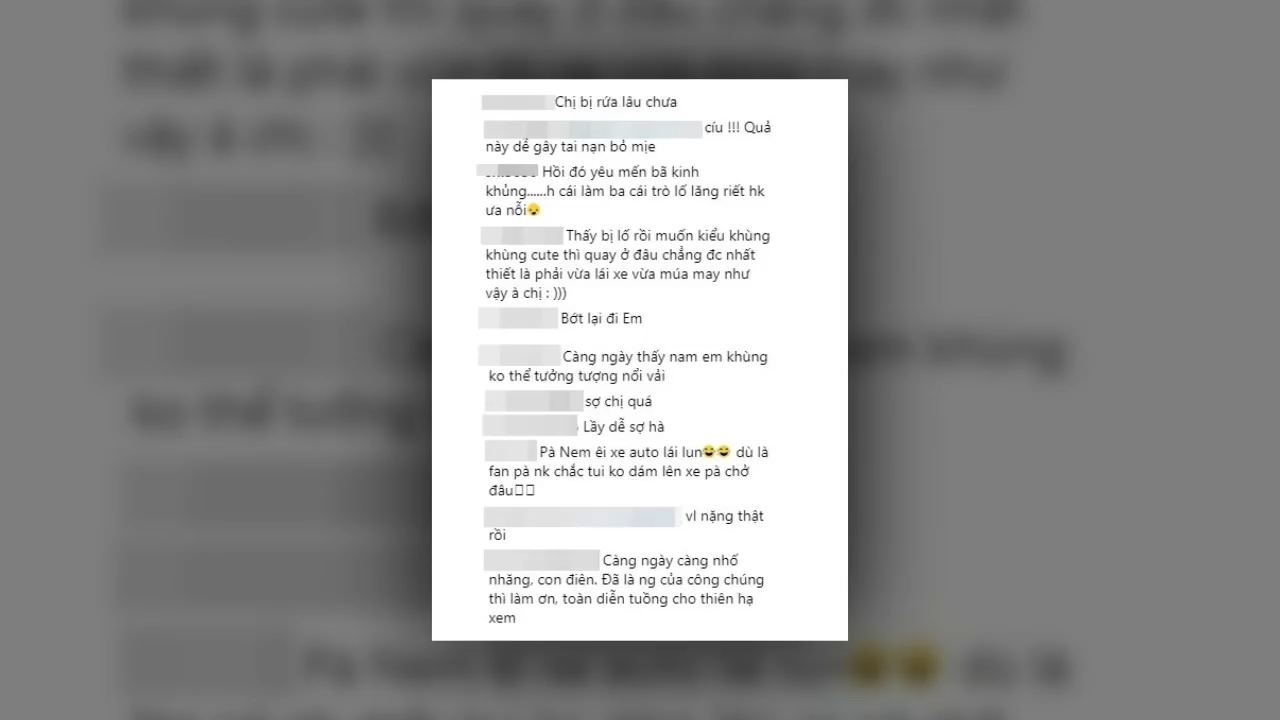 Chị bị rứa lâu chưa
cíu !!! Quả
này dể gây tai nạn bỏ mịe
Hồi đó yêu mến bã kinh
khủng......h cái làm ba cái trò lố lăng riết hk
ưa nỗi😥
Thấy bị lố rồi muốn kiểu khùng
khùng cute thì quay ở đâu chẳng đc nhất
thiết là phải vừa lái xe vừa múa may như
vậy à chị : )))
Bớt lại đi Em
Càng ngày thấy nam em khùng
ko thể tưởng tượng nổi vải
sợ chị quá
Lầy dễ sợ hà
Pà Nem êi xe auto lái lun😂😂 dù là
fan pà nk chắc tui ko dám lên xe pà chở
đâu
vl nặng thật
rồi
Càng ngày càng nhố
nhăng, con điên. Đã là ng của công chúng
thì làm ơn, toàn diễn tuồng cho thiên hạ
xem